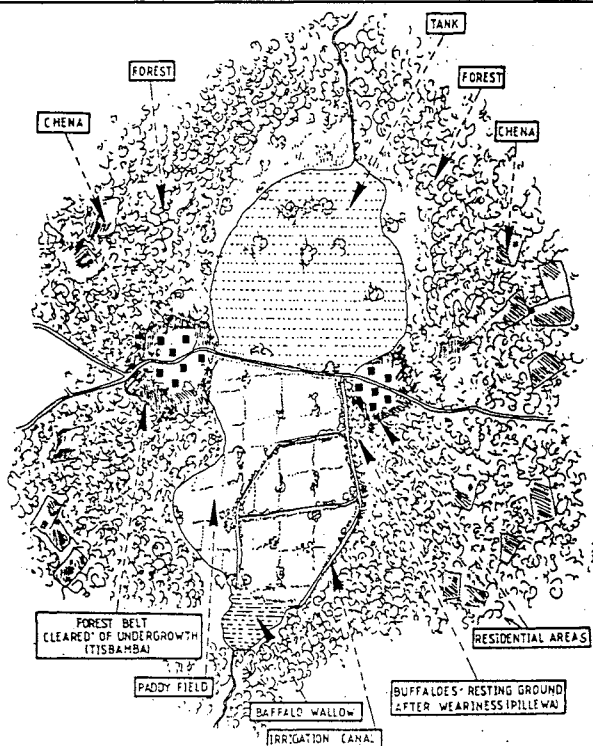 TANK
FOREST
FOREST
CHENA
CHENA
FOREST BELT
CLEARED' OF UNDERGROWTH
(TISBAMBA)
RESIDENTIAL AREAS
PADDY FIELD
BUFFALOES - RESTING GROUND
AFTER WEARINESS (PILLEWA)
BAFFALO WALLOW
IRRIGATION CANAL